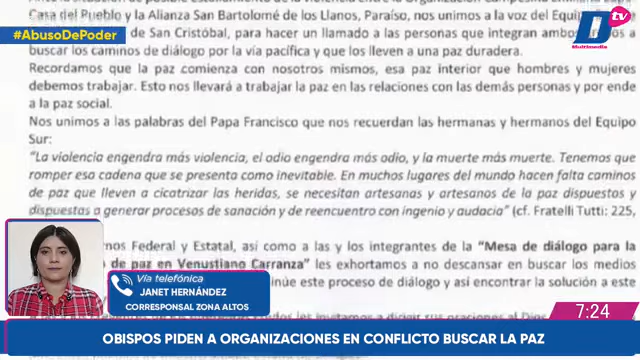 Casa del Pueblo y la Alianza San Bartolomé de los Llanos, Paraíso, nos unimos a la voz del Equipo
#AbusoDePoder
de San Cristóbal, para hacer un llamado a las personas que integran ambos
buscar los caminos de diálogo por la vía pacífica y que los lleven a una paz duradera.
Recordamos que la paz comienza con nosotros mismos, esa paz interior que hombres y mujeres
debemos trabajar. Esto nos llevará a trabajar la paz en las relaciones con las demás personas y por ende
a la paz social.
Nos unimos a las palabras del Papa Francisco que nos recuerdan las hermanas y hermanos del Equipo
Sur:
"La violencia engendra más violencia, el odio engendra más odio, y la muerte más muerte. Tenemos que
romper esa cadena que se presenta como inevitable. En muchos lugares del mundo hacen falta caminos
de paz que lleven a cicatrizar las heridas, se necesitan artesanas y artesanos de la paz dispuestos y
dispuestas a generar procesos de sanación y de reencuentro con ingenio y audacia" (cf. Fratelli Tutti: 225,
Federal y Estatal, así como a las y los integrantes de la "Mesa de diálogo para la
de paz en Venustiano Carranza" les exhortamos a no descansar en buscar los medios
este proceso de diálogo y así encontrar la solución a este
D tv
Multimedia
Vía telefónica
JANET HERNÁNDEZ
CORRESPONSAL ZONA ALTOS
7:24
OBISPOS PIDEN A ORGANIZACIONES EN CONFLICTO BUSCAR LA PAZ